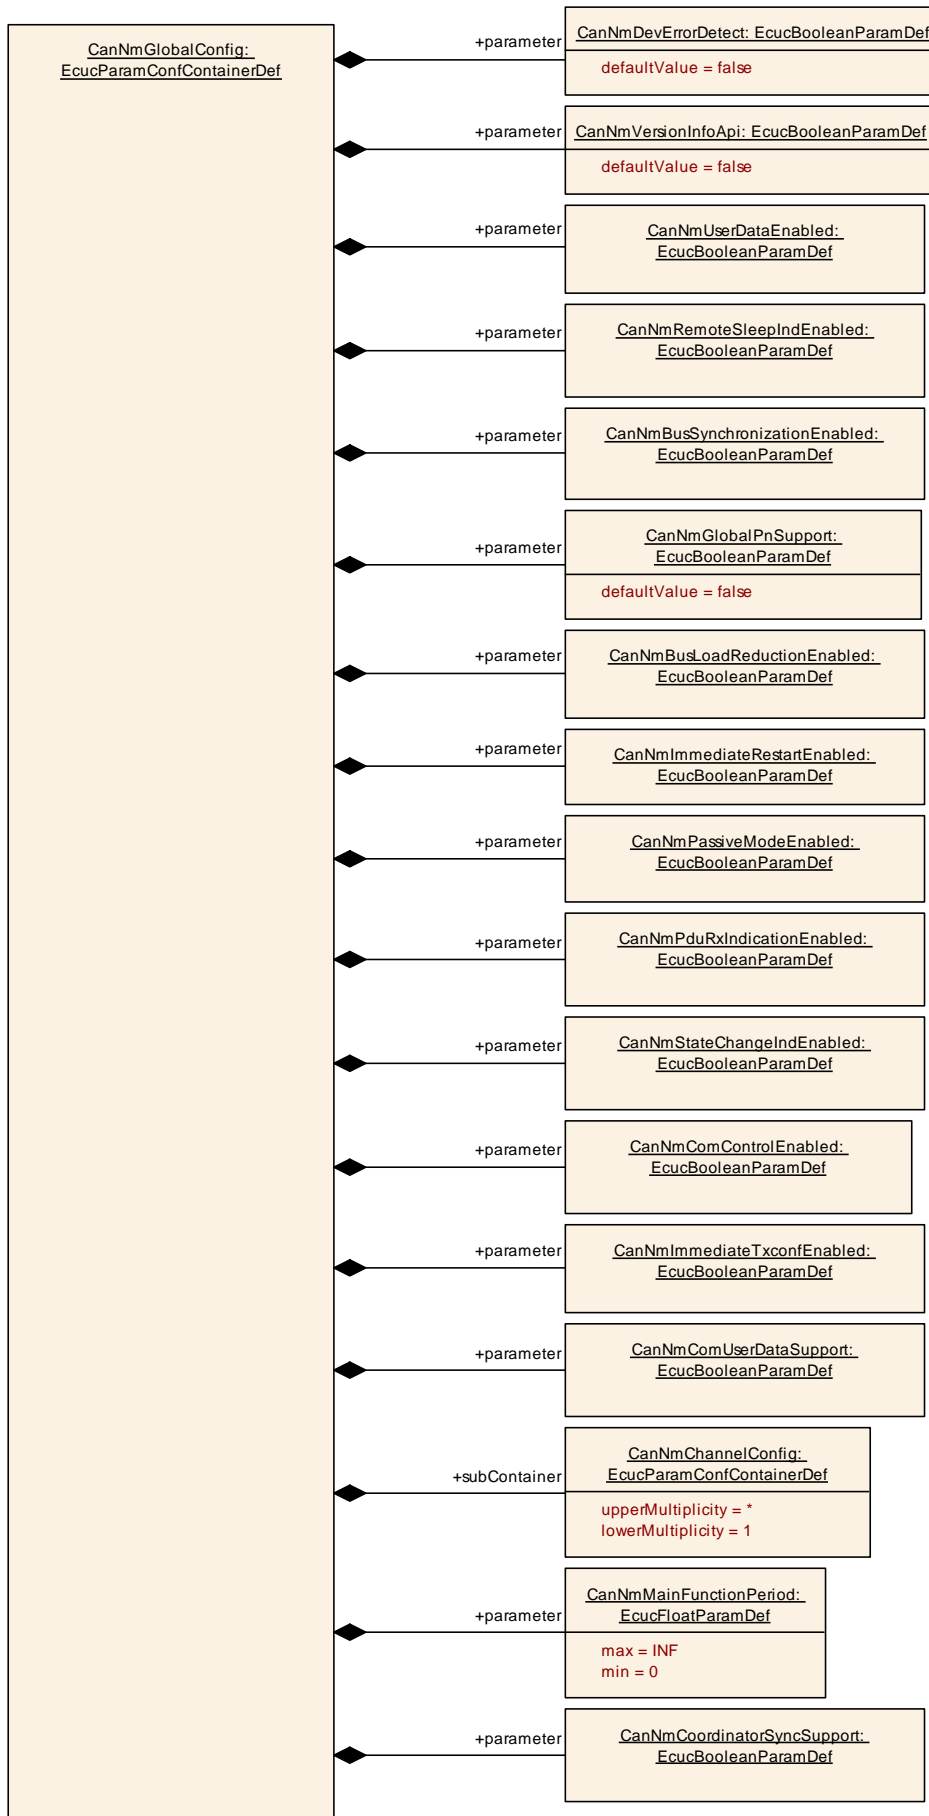 CanNmGlobalConfig:
EcucParamConfContainerDef
+parameter
CanNmDevErrorDetect: EcucBooleanParamDef
defaultValue = false
+parameter
CanNmVersionInfoApi: EcucBooleanParamDef
defaultValue = false
+parameter
CanNmUserDataEnabled:
EcucBooleanParamDef
+parameter
CanNmRemoteSleepIndEnabled:
EcucBooleanParamDef
+parameter
CanNmBusSynchronizationEnabled:
EcucBooleanParamDef
+parameter
CanNmGlobalPnSupport:
EcucBooleanParamDef
defaultValue = false
+parameter
CanNmBusLoadReductionEnabled:
EcucBooleanParamDef
+parameter
CanNmImmediateRestartEnabled:
EcucBooleanParamDef
+parameter
CanNmPassiveModeEnabled:
EcucBooleanParamDef
+parameter
CanNmPduRxIndicationEnabled:
EcucBooleanParamDef
+parameter
CanNmStateChangeIndEnabled:
EcucBooleanParamDef
+parameter
CanNmComControlEnabled:
EcucBooleanParamDef
+parameter
CanNmImmediateTxconfEnabled:
EcucBooleanParamDef
+parameter
CanNmComUserDataSupport:
EcucBooleanParamDef
+subContainer
CanNmChannelConfig:
EcucParamConfContainerDef
upperMultiplicity = *
lowerMultiplicity = 1
+parameter
CanNmMainFunctionPeriod:
EcucFloatParamDef
max = INF
min = 0
+parameter
CanNmCoordinatorSyncSupport:
EcucBooleanParamDef